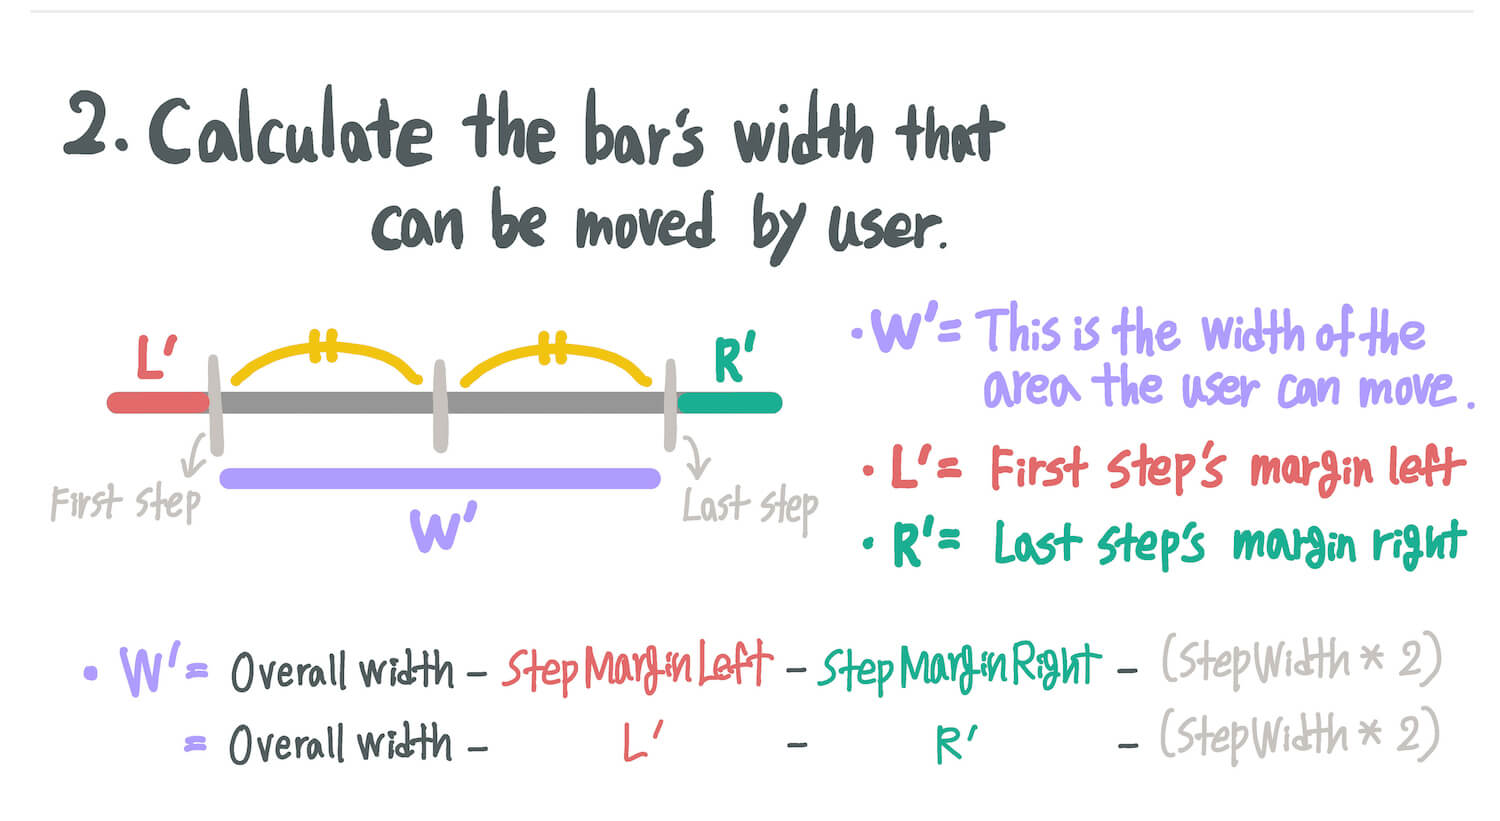 2. Calculate the bar's width that
can be moved by user.
L'
R'
First step
Last step
W'
• W' = This is the width of the
area the user can move.
• L' = First step's margin left
• R' = Last step's margin right
• W' = Overall width - StepMarginLeft - StepMarginRight - (StepWidth * 2)
= Overall width - L' - R' - (StepWidth * 2)